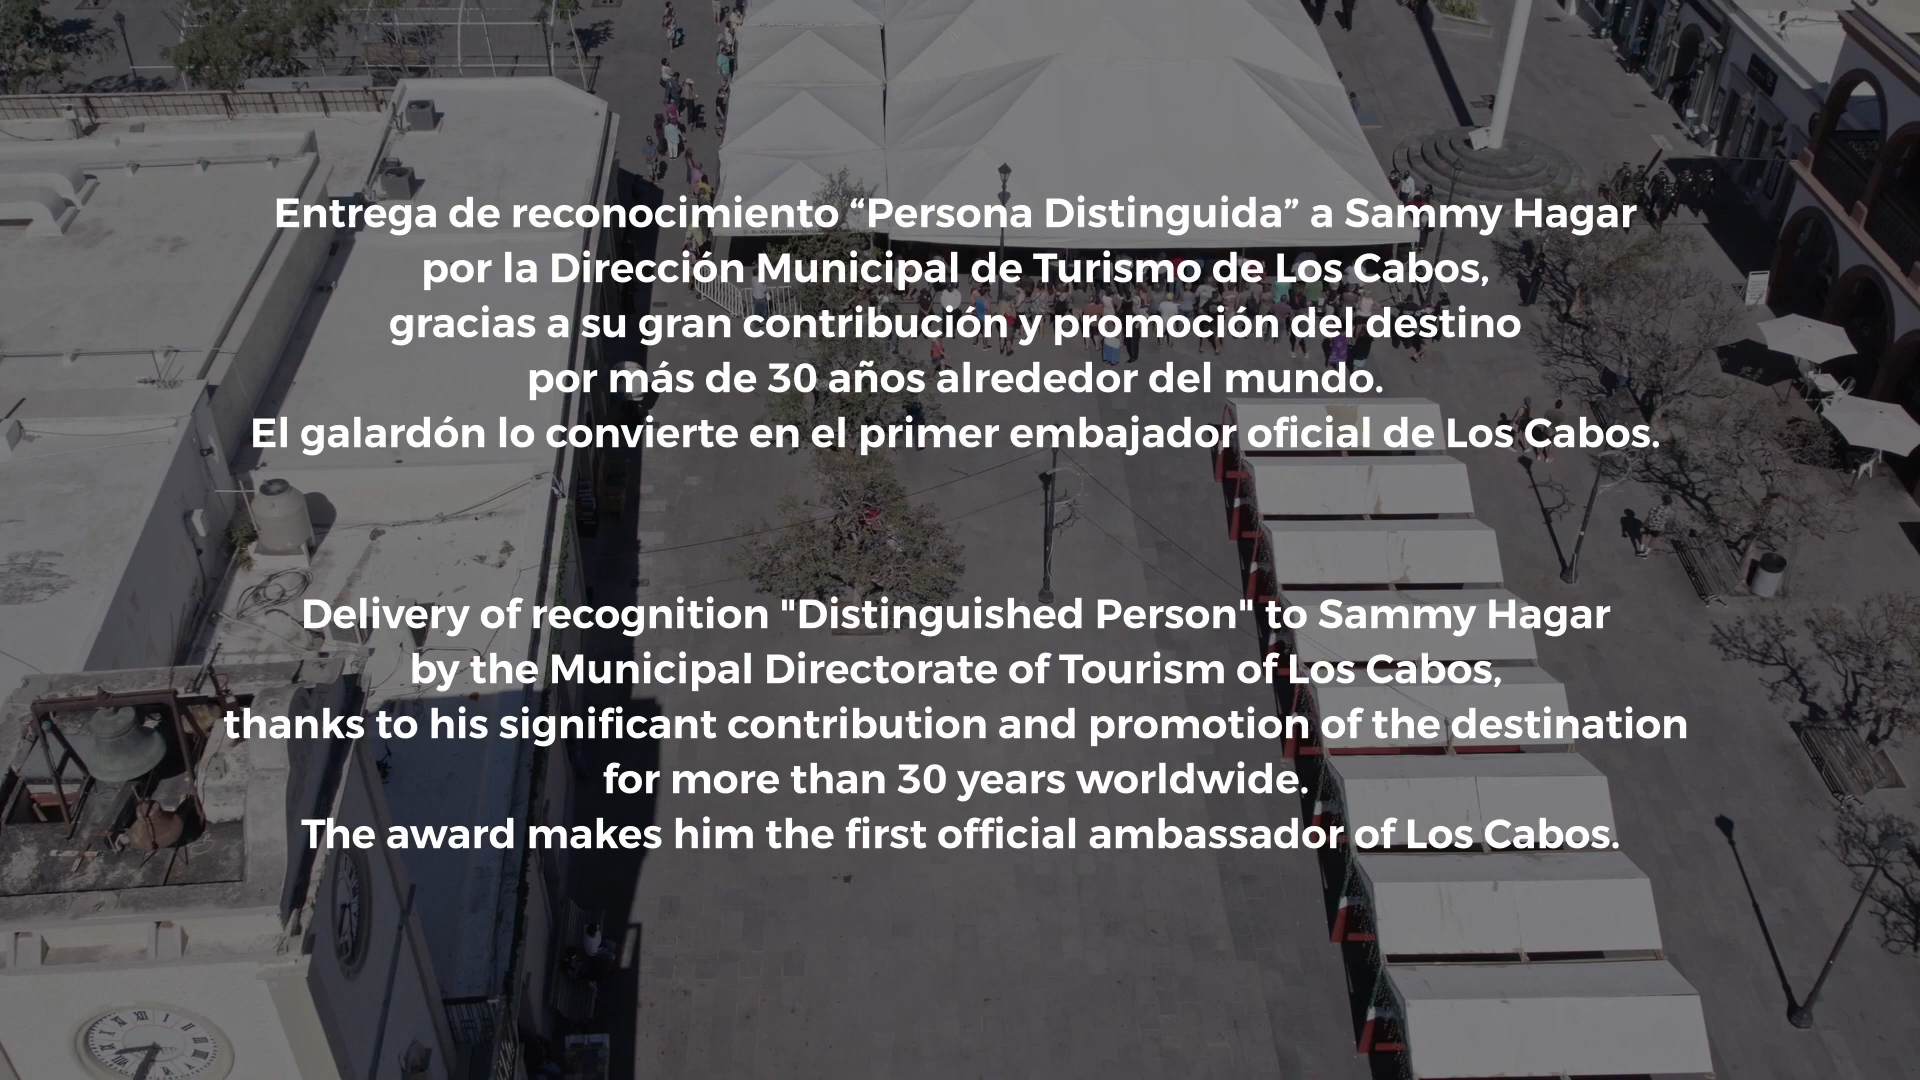 Entrega de reconocimiento “Persona Distinguida” a Sammy Hagar
por la Dirección Municipal de Turismo de Los Cabos,
gracias a su gran contribución y promoción del destino
por más de 30 años alrededor del mundo.
El galardón lo convierte en el primer embajador oficial de Los Cabos.
Delivery of recognition "Distinguished Person" to Sammy Hagar
by the Municipal Directorate of Tourism of Los Cabos,
thanks to his significant contribution and promotion of the destination
for more than 30 years worldwide.
The award makes him the first official ambassador of Los Cabos.